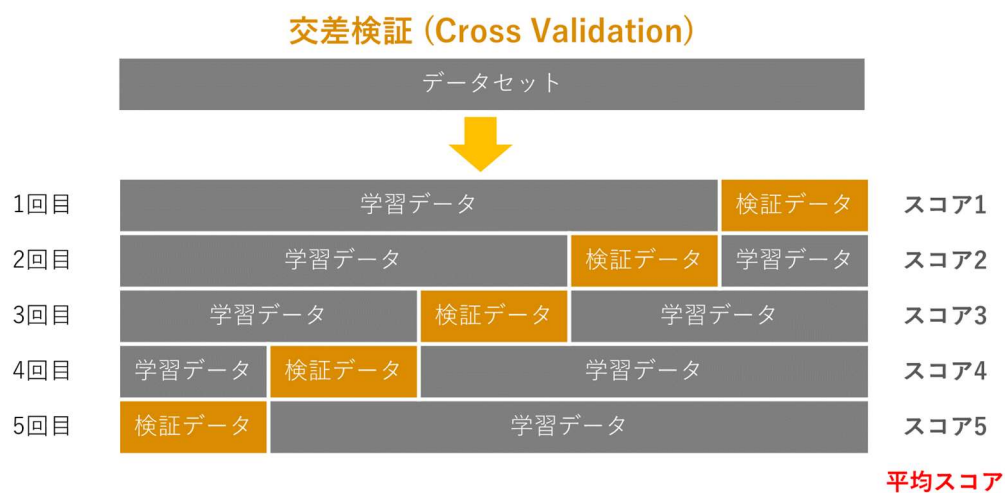 交差検証 (Cross Validation)
データセット
1回目 学習データ 検証データ スコア1
2回目 学習データ 検証データ 学習データ スコア2
3回目 学習データ 検証データ 学習データ スコア3
4回目 学習データ 検証データ 学習データ スコア4
5回目 検証データ 学習データ スコア5
平均スコア